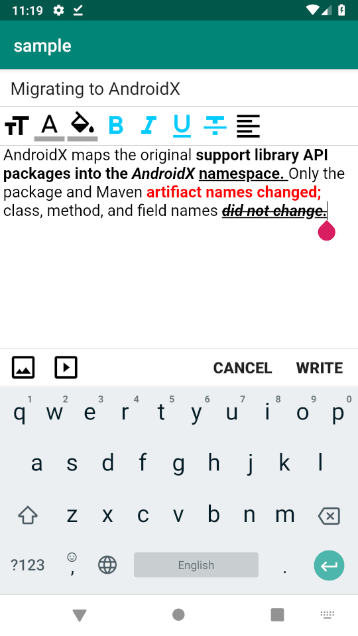 11:19
sample
Migrating to AndroidX
TT A B I U T
AndroidX maps the original support library API
packages into the AndroidX namespace. Only the
package and Maven artifiact names changed;
class, method, and field names did not change.
CANCEL WRITE
1 2 3 4 5 6 7 8 9 0
q w e r t y u i o p
a s d f g h j k l
z x c v b n m
?123 , English .